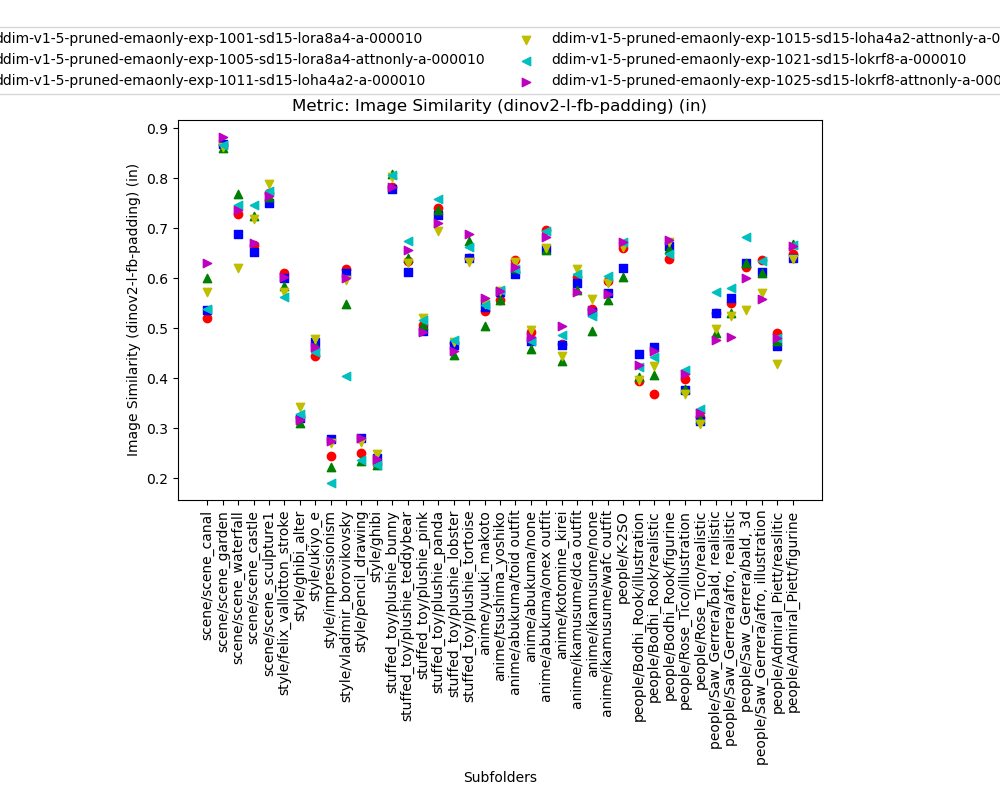 ddim-v1-5-pruned-emaonly-exp-1001-sd15-lora8a4-a-000010
ddim-v1-5-pruned-emaonly-exp-1005-sd15-lora8a4-attnonly-a-000010
ddim-v1-5-pruned-emaonly-exp-1011-sd15-loha4a2-a-000010
ddim-v1-5-pruned-emaonly-exp-1015-sd15-loha4a2-attnonly-a-0
ddim-v1-5-pruned-emaonly-exp-1021-sd15-lokrf8-a-000010
ddim-v1-5-pruned-emaonly-exp-1025-sd15-lokrf8-attnonly-a-000
Metric: Image Similarity (dinov2-l-fb-padding) (in)
Image Similarity (dinov2-l-fb-padding) (in)
0.9
0.8
0.7
0.6
0.5
0.4
0.3
0.2
scene/scene_canal
scene/scene_garden
scene/scene_waterfall
scene/scene_castle
scene/scene_sculpture1
style/felix_vallotton_stroke
style/ghibi_alter
style/ukiyo_e
style/impressionism
style/vladimir_borovikovsky
style/pencil_drawing
style/ghibi
stuffed_toy/plushie_bunny
stuffed_toy/plushie_teddybear
stuffed_toy/plushie_pink
stuffed_toy/plushie_panda
stuffed_toy/plushie_lobster
stuffed_toy/plushie_tortoise
anime/yuuki_makoto
anime/tsushima_yoshiko
anime/abukuma/toid outfit
anime/abukuma/none
anime/abukuma/onex outfit
anime/kotomine_kirei
anime/ikamusume/dca outfit
anime/ikamusume/none
anime/ikamusume/wafc outfit
people/K-2SO
people/Bodhi_Rook/illustration
people/Bodhi_Rook/realistic
people/Bodhi_Rook/figurine
people/Rose_Tico/illustration
people/Rose_Tico/realistic
people/Saw_Gerrera/bald, realistic
people/Saw_Gerrera/afro, realistic
people/Saw_Gerrera/bald, 3d
people/Saw_Gerrera/afro, illustration
people/Admiral_Piett/reaslitic
people/Admiral_Piett/figurine
Subfolders